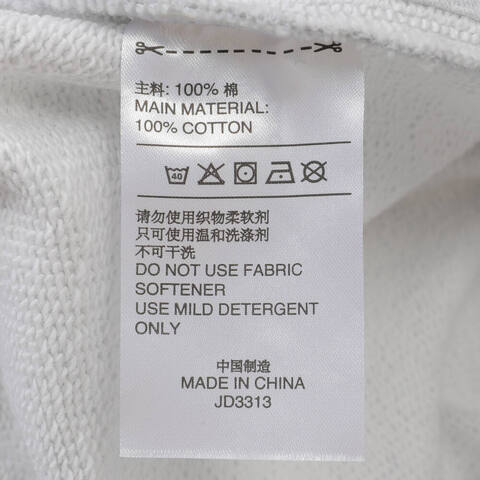 主料: 100% 棉
MAIN MATERIAL:
100% COTTON
40
请勿使用织物柔软剂
只可使用温和洗涤剂
不可干洗
DO NOT USE FABRIC
SOFTENER
USE MILD DETERGENT
ONLY
中国制造
MADE IN CHINA
JD3313